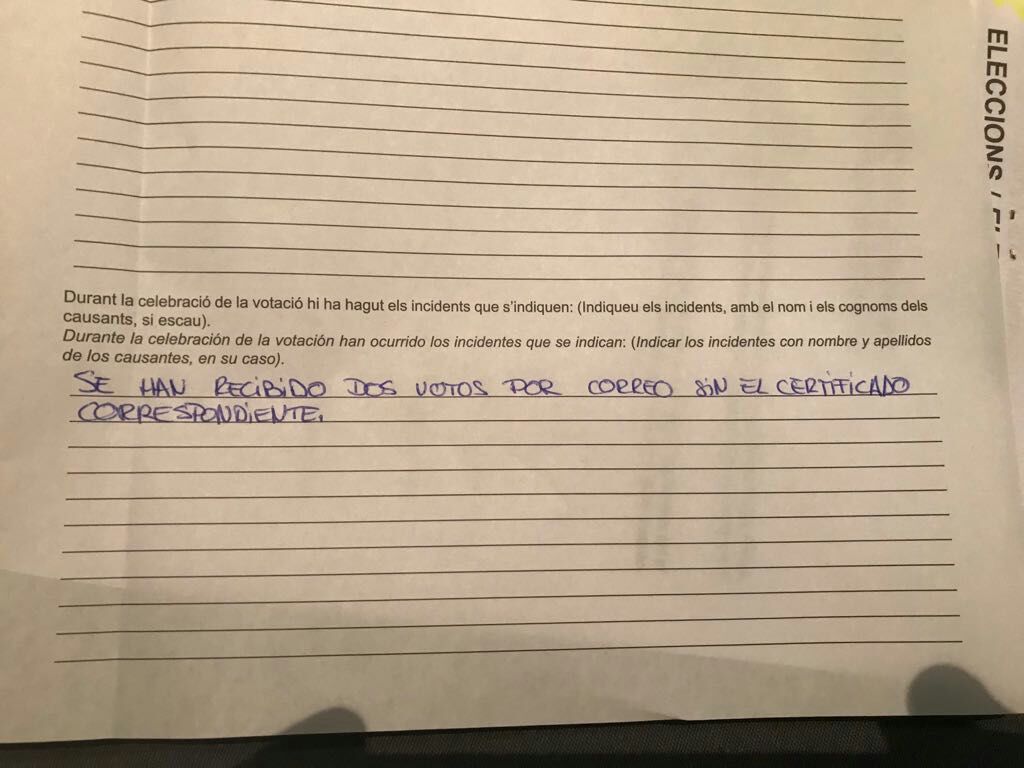 ELECCIONS
Durant la celebració de la votació hi ha hagut els incidents que s'indiquen: (Indiqueu els incidents, amb el nom i els cognoms dels
causants, si escau).
Durante la celebración de la votación han ocurrido los incidentes que se indican: (Indicar los incidentes con nombre y apellidos
de los causantes, en su caso).
SE HAN RECIBIDO DOS VOTOS POR CORREO SIN EL CERTIFICADO
CORRESPONDIENTE.